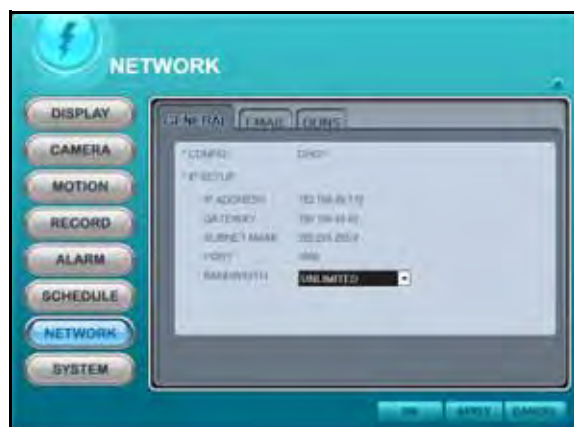 NETWORK
DISPLAY
CAMERA
MOTION
RECORD
ALARM
SCHEDULE
NETWORK
SYSTEM
GENERAL EMAIL DDNS
* CONFIG DHCP
* IP SETUP
IP ADDRESS
GATEWAY
SUBNET MASK
PORT
BANDWIDTH UNLIMITED
OK APPLY CANCEL